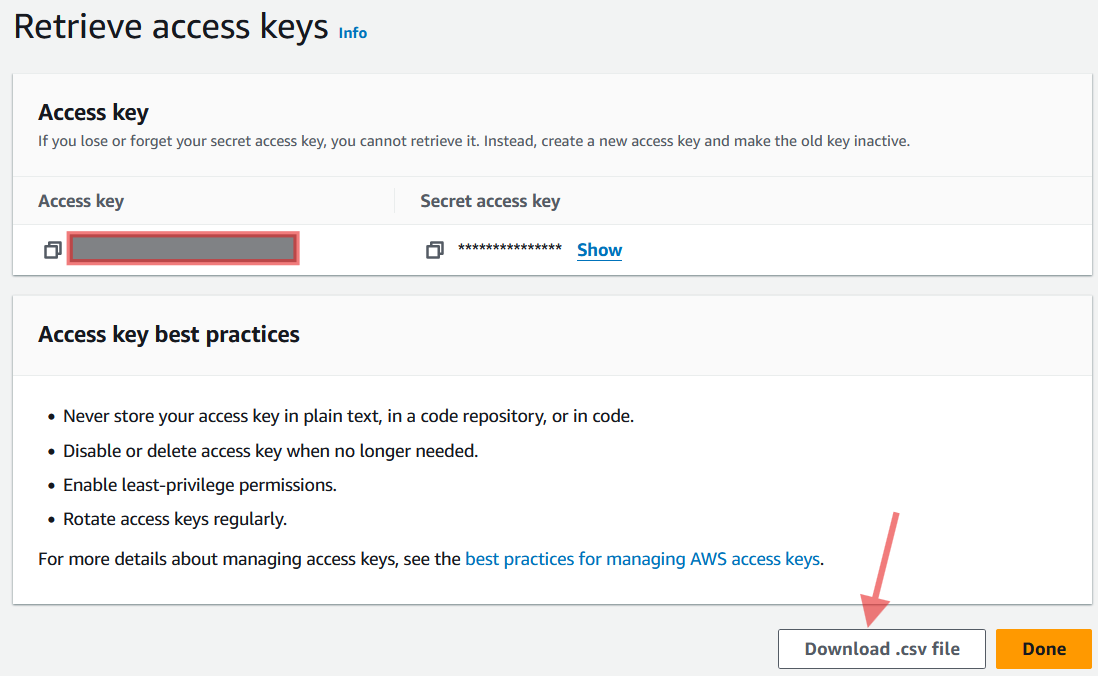 Retrieve access keys Info
Access key
If you lose or forget your secret access key, you cannot retrieve it. Instead, create a new access key and make the old key inactive.
Access key Secret access key
*************** Show
Access key best practices
• Never store your access key in plain text, in a code repository, or in code.
• Disable or delete access key when no longer needed.
• Enable least-privilege permissions.
• Rotate access keys regularly.
For more details about managing access keys, see the best practices for managing AWS access keys.
Download .csv file Done